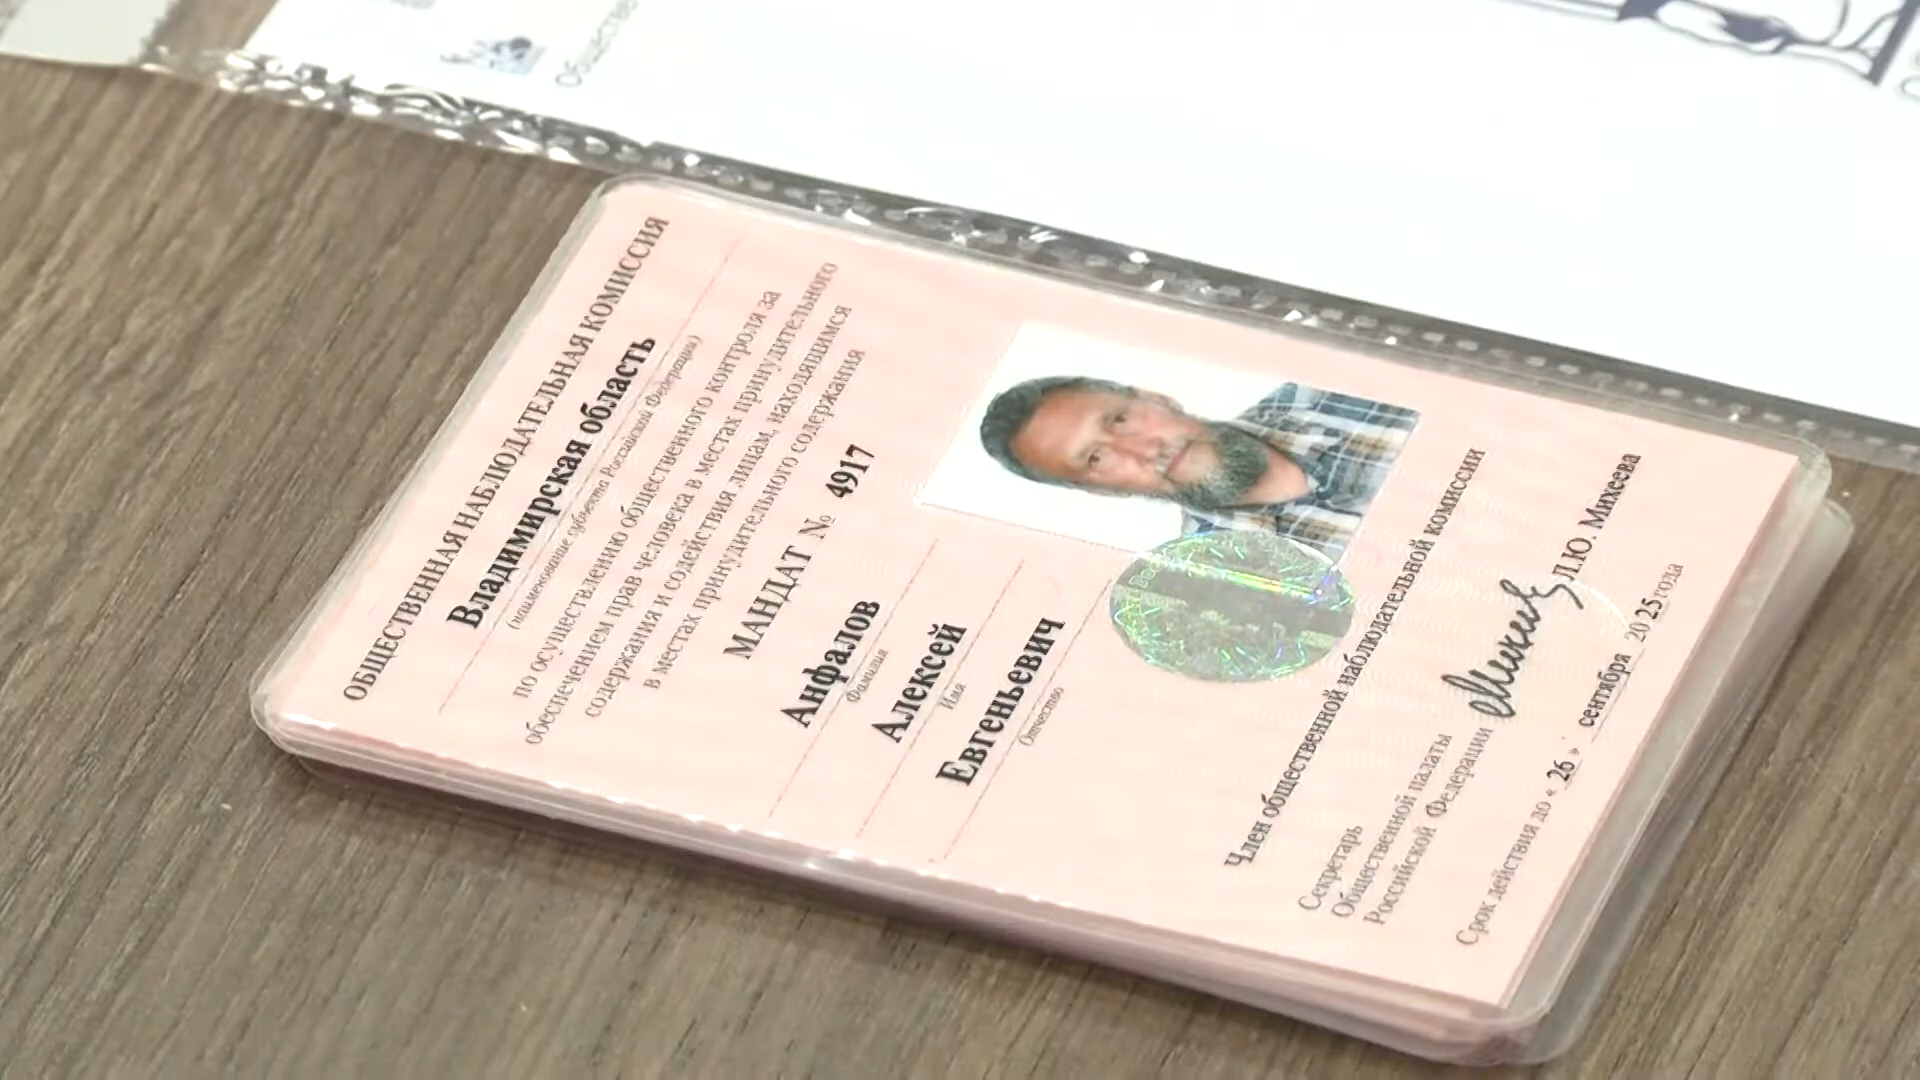 Обществе
ОБЩЕСТВЕННАЯ НАБЛЮДАТЕЛЬНАЯ КОМИССИЯ
Владимирская область
(наименование субъекта Российской Федерации)
по осуществлению общественного контроля за
обеспечением прав человека в местах принудительного
содержания и содействия лицам, находящимся
в местах принудительного содержания
МАНДАТ № 4917
Анфалов
Фамилия
Алексей
Имя
Евгеньевич
Отчество
Член общественной наблюдательной комиссии
Секретарь
Общественной палаты
Российской Федерации Л.Ю. Михеева
Срок действия до « 26 » сентября 2025 года